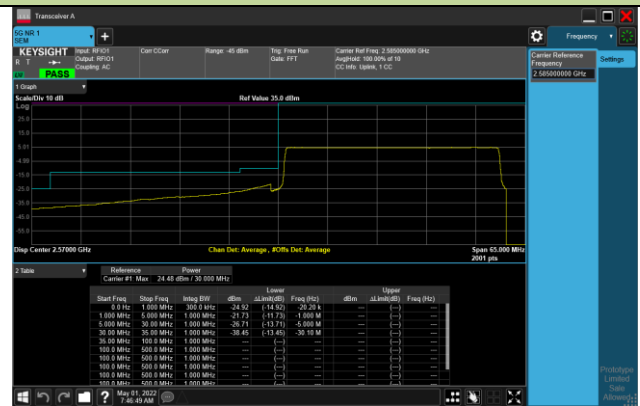 Transceiver A
5G NR 1
SEM
Frequency
KEYSIGHT
Input: RFIO1
Output: RFIO1
Coupling: AC
Corr CCorr
Range: -45 dBm
Trig: Free Run
Gate: FFT
Carrier Ref Freq: 2.585000000 GHz
Avg|Hold: 100.00% of 10
CC Info: Uplink, 1 CC
R T
PASS
Carrier Reference
Frequency
2.585000000 GHz
Settings
1 Graph
Scale/Div 10 dB
Ref Value 35.0 dBm
Log
25.0
15.0
5.01
-4.99
-15.0
-25.0
-35.0
-45.0
-55.0
Disp Center 2.57000 GHz
Chan Det: Average , #Offs Det: Average
Span 65.000 MHz
2001 pts
2 Table
Reference Power
Carrier #1 Max 24.48 dBm / 30.000 MHz
Lower Upper
Start Freq Stop Freq Integ BW dBm ΔLimit(dB) Freq (Hz) dBm ΔLimit(dB) Freq (Hz)
0.0 Hz 1.000 MHz 300.0 kHz -24.92 (-14.92) -20.20 k --- (---) ---
1.000 MHz 5.000 MHz 1.000 MHz -21.73 (-11.73) -1.000 M --- (---) ---
5.000 MHz 30.00 MHz 1.000 MHz -26.71 (-13.71) -5.000 M --- (---) ---
30.00 MHz 35.00 MHz 1.000 MHz -38.45 (-13.45) -30.10 M --- (---) ---
35.00 MHz 100.0 MHz 1.000 MHz --- (---) --- --- (---) ---
100.0 MHz 500.0 MHz 1.000 MHz --- (---) --- --- (---) ---
100.0 MHz 500.0 MHz 1.000 MHz --- (---) --- --- (---) ---
100.0 MHz 500.0 MHz 1.000 MHz --- (---) --- --- (---) ---
100.0 MHz 500.0 MHz 1.000 MHz --- (---) --- --- (---) ---
100.0 MHz 500.0 MHz 1.000 MHz --- (---) --- --- (---) ---
Prototype
Limited
Sale
Allowed
May 01, 2022
7:46:49 AM